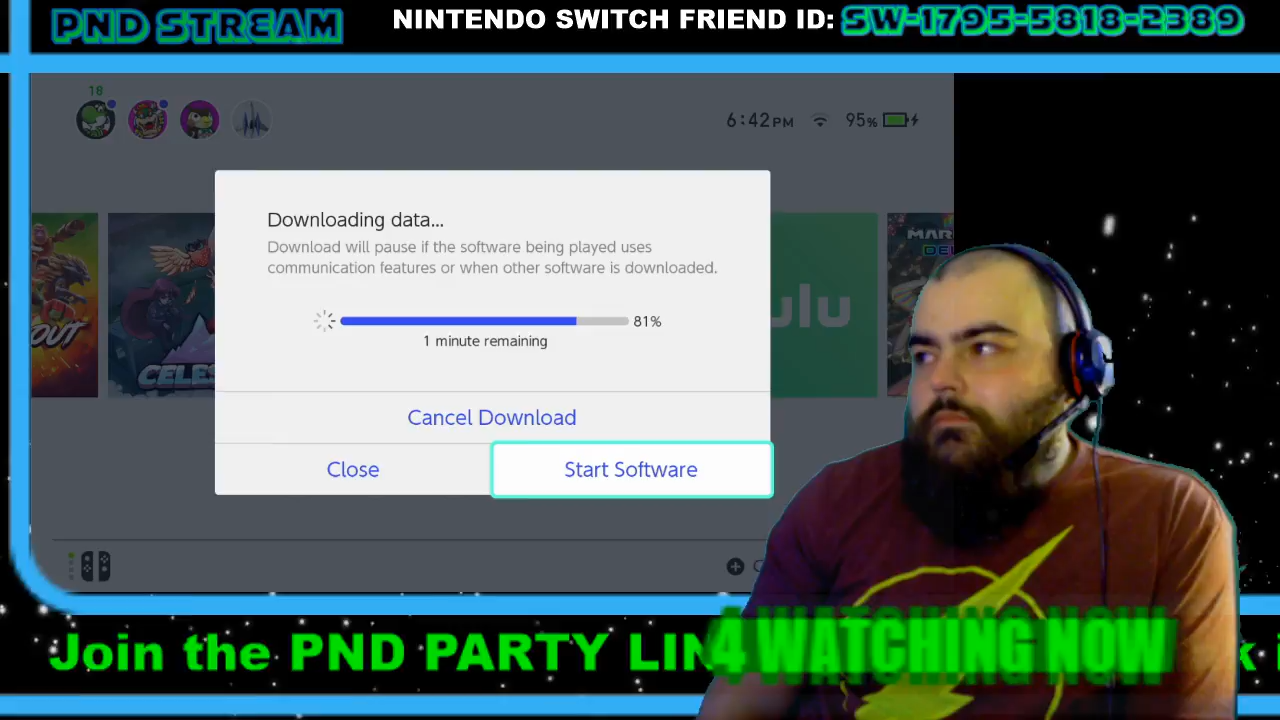 PND STREAM
NINTENDO SWITCH FRIEND ID: SW-1795-5818-2389
18
6:42 PM 95%
Downloading data...
Download will pause if the software being played uses
communication features or when other software is downloaded.
81%
1 minute remaining
Cancel Download
Close
Start Software
OUT
CELES
ulu
MAR
DEL
Join the PND PARTY LIN
4 WATCHING NOW
k i